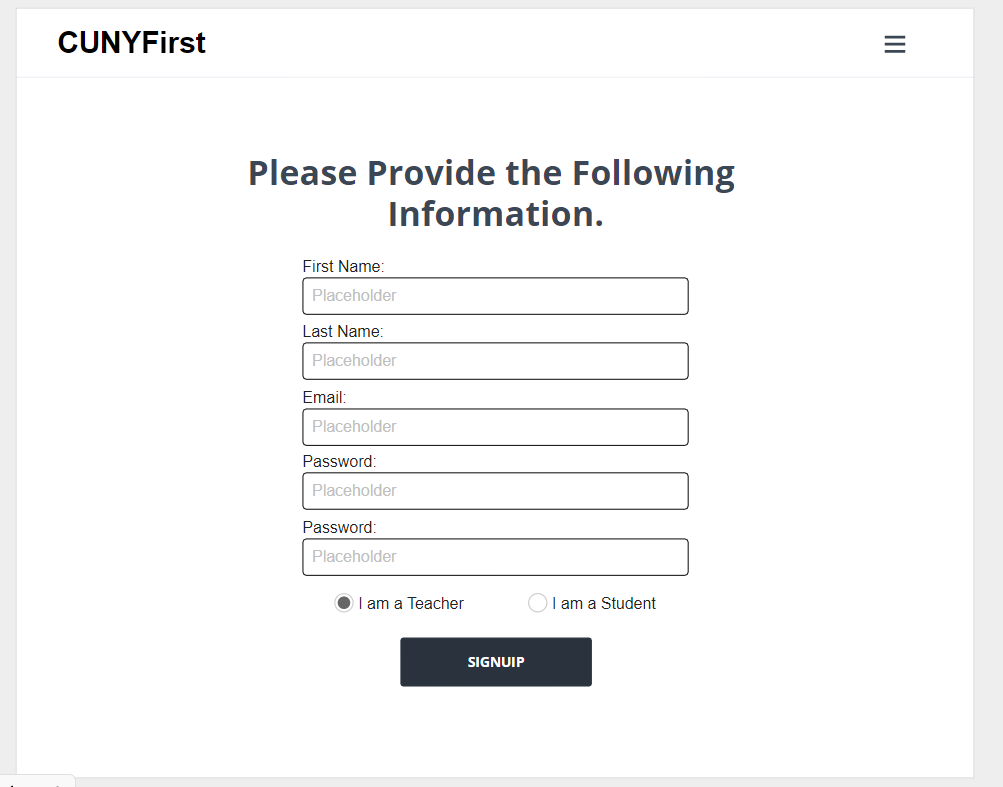 CUNYFirst
Please Provide the Following
Information.
First Name:
Placeholder
Last Name:
Placeholder
Email:
Placeholder
Password:
Placeholder
Password:
Placeholder
I am a Teacher I am a Student
SIGNUIP